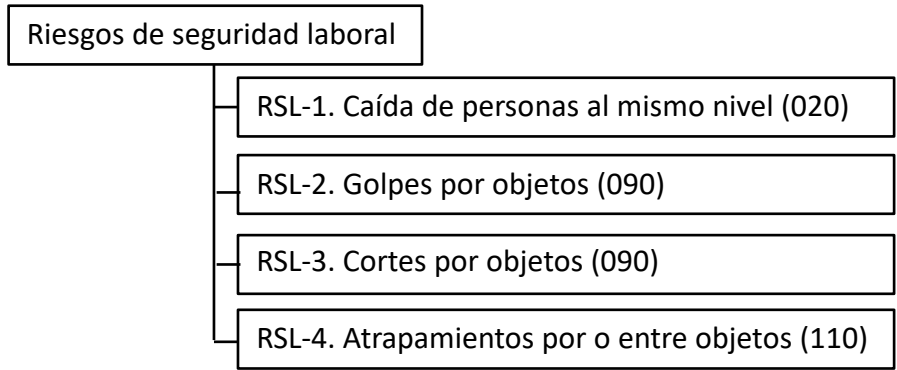 Riesgos de seguridad laboral
RSL-1. Caída de personas al mismo nivel (020)
RSL-2. Golpes por objetos (090)
RSL-3. Cortes por objetos (090)
RSL-4. Atrapamientos por o entre objetos (110)